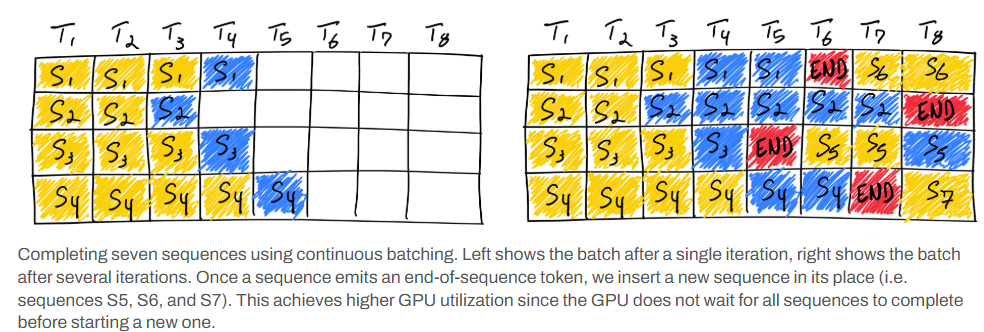 T1 T2 T3 T4 T5 T6 T7 T8
S1 S1 S1 S1
S2 S2 S2
S3 S3 S3 S3
S4 S4 S4 S4 S4
T1 T2 T3 T4 T5 T6 T7 T8
S1 S1 S1 S1 S1 END S6 S6
S2 S2 S2 S2 S2 S2 S2 END
S3 S3 S3 S3 END S5 S5 S5
S4 S4 S4 S4 S4 S4 END S7
Completing seven sequences using continuous batching. Left shows the batch after a single iteration, right shows the batch
after several iterations. Once a sequence emits an end-of-sequence token, we insert a new sequence in its place (i.e.
sequences S5, S6, and S7). This achieves higher GPU utilization since the GPU does not wait for all sequences to complete
before starting a new one.